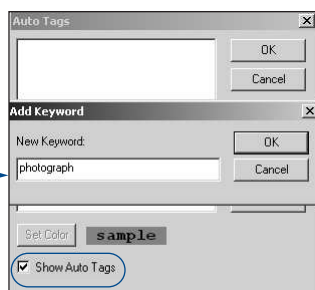 Auto Tags
OK
Cancel
Add Keyword
New Keyword:
OK
photograph
Cancel
Set Color sample
Show Auto Tags